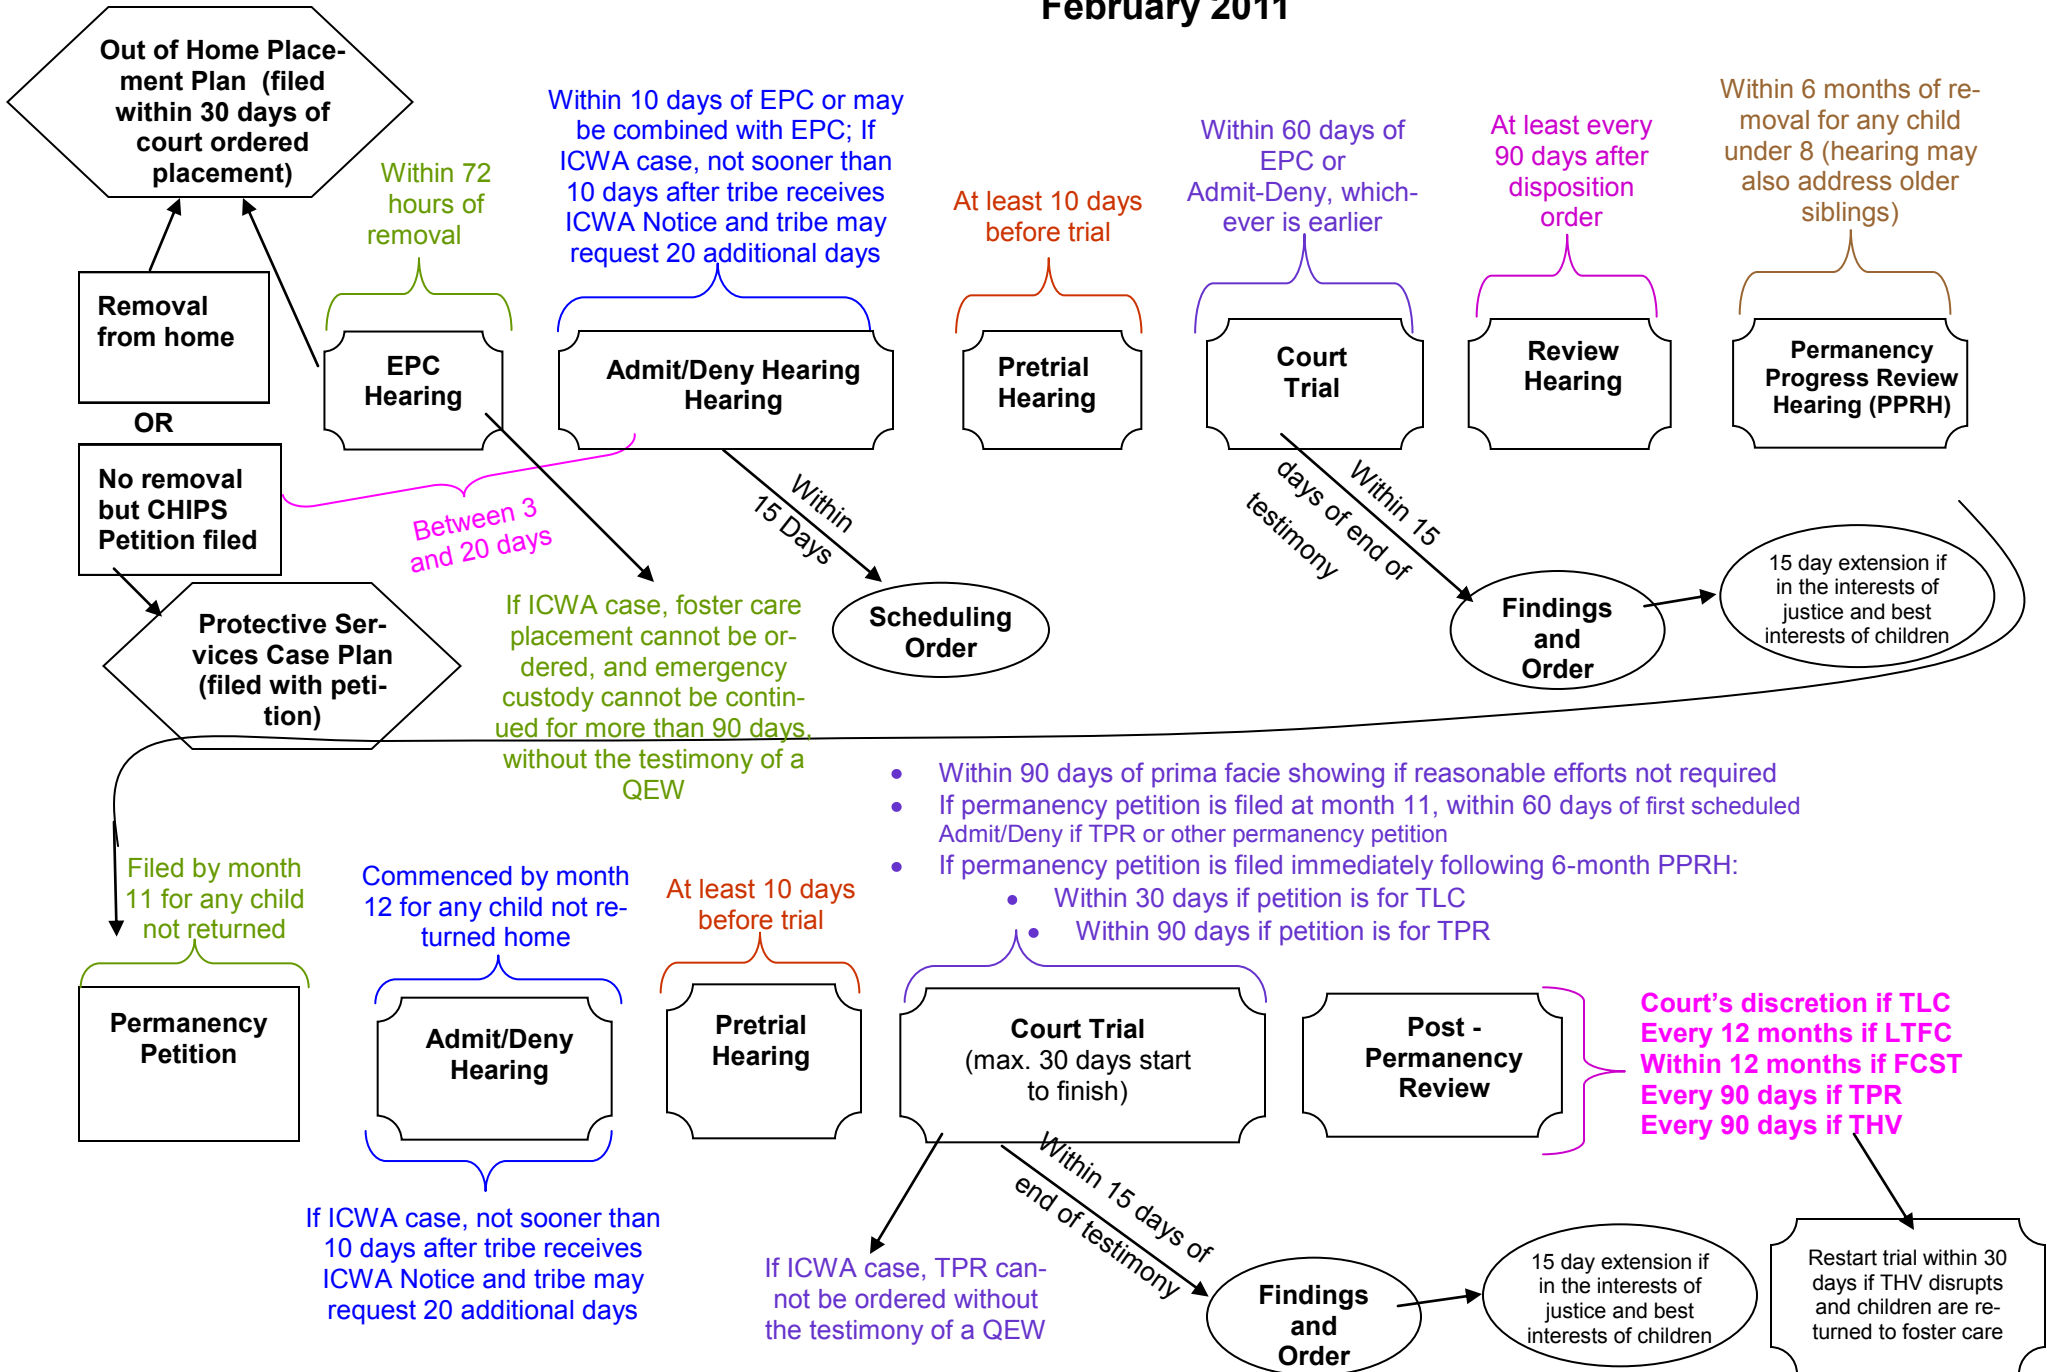 February 2011
Out of Home Place-
ment Plan (filed
within 30 days of
court ordered
placement)
Within 72
hours of
removal
Within 10 days of EPC or may
be combined with EPC; If
ICWA case, not sooner than
10 days after tribe receives
ICWA Notice and tribe may
request 20 additional days
At least 10 days
before trial
Within 60 days of
EPC or
Admit-Deny, which-
ever is earlier
At least every
90 days after
disposition
order
Within 6 months of re-
moval for any child
under 8 (hearing may
also address older
siblings)
Removal
from home
OR
No removal
but CHIPS
Petition filed
EPC
Hearing
Admit/Deny Hearing
Hearing
Pretrial
Hearing
Court
Trial
Review
Hearing
Permanency
Progress Review
Hearing (PPRH)
Between 3
and 20 days
Within
15 Days
Within 15
days of end of
testimony
Protective Ser-
vices Case Plan
(filed with peti-
tion)
If ICWA case, foster care
placement cannot be or-
dered, and emergency
custody cannot be contin-
ued for more than 90 days,
without the testimony of a
QEW
Scheduling
Order
Findings
and
Order
15 day extension if
in the interests of
justice and best
interests of children
• Within 90 days of prima facie showing if reasonable efforts not required
• If permanency petition is filed at month 11, within 60 days of first scheduled
Admit/Deny if TPR or other permanency petition
• If permanency petition is filed immediately following 6-month PPRH:
• Within 30 days if petition is for TLC
• Within 90 days if petition is for TPR
Filed by month
11 for any child
not returned
Commenced by month
12 for any child not re-
turned home
At least 10 days
before trial
Permanency
Petition
Admit/Deny
Hearing
Pretrial
Hearing
Court Trial
(max. 30 days start
to finish)
Post -
Permanency
Review
Court's discretion if TLC
Every 12 months if LTFC
Within 12 months if FCST
Every 90 days if TPR
Every 90 days if THV
If ICWA case, not sooner than
10 days after tribe receives
ICWA Notice and tribe may
request 20 additional days
If ICWA case, TPR can-
not be ordered without
the testimony of a QEW
Within 15 days of
end of testimony
Findings
and
Order
15 day extension if
in the interests of
justice and best
interests of children
Restart trial within 30
days if THV disrupts
and children are re-
turned to foster care